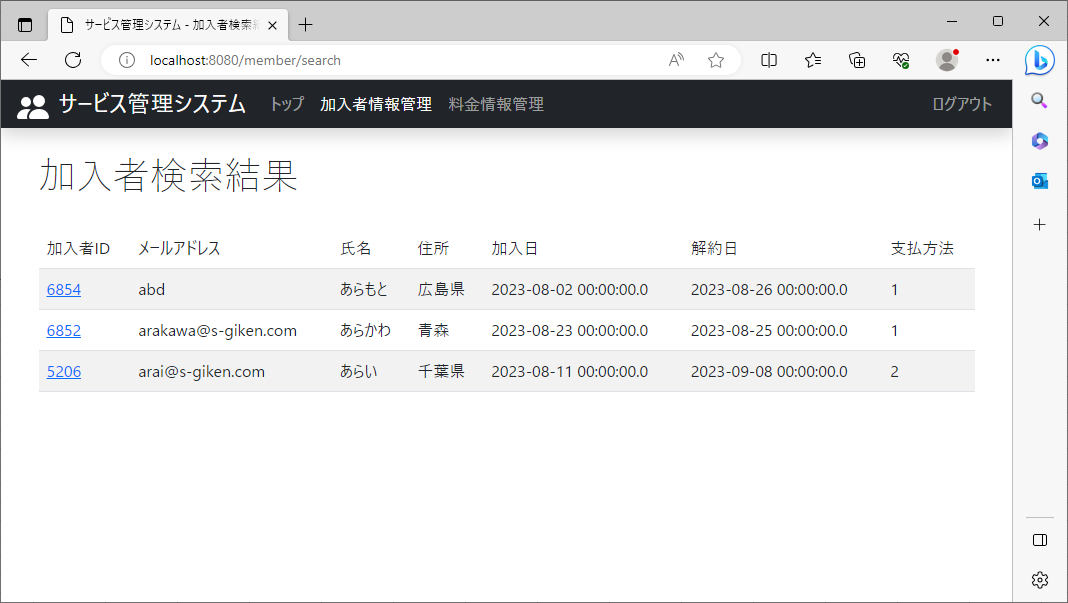 サービス管理システム - 加入者検索
localhost:8080/member/search
サービス管理システム トップ 加入者情報管理 料金情報管理 ログアウト
加入者検索結果
加入者ID メールアドレス 氏名 住所 加入日 解約日 支払方法
6854 abd あらもと 広島県 2023-08-02 00:00:00.0 2023-08-26 00:00:00.0 1
6852 arakawa@s-giken.com あらかわ 青森 2023-08-23 00:00:00.0 2023-08-25 00:00:00.0 1
5206 arai@s-giken.com あらい 千葉県 2023-08-11 00:00:00.0 2023-09-08 00:00:00.0 2